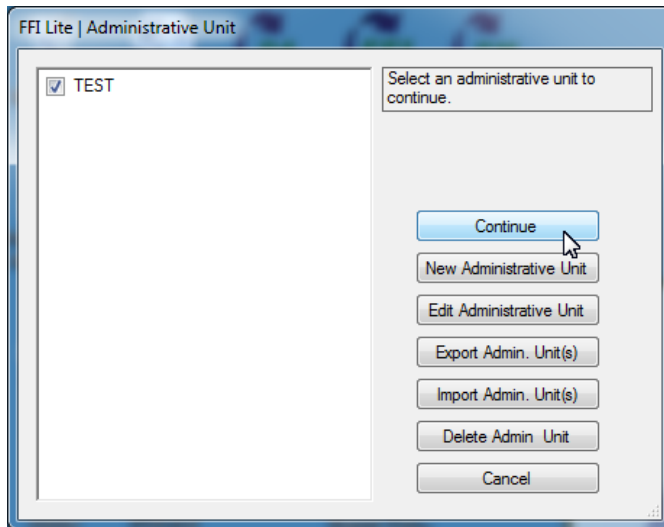 FFI Lite | Administrative Unit
TEST
Select an administrative unit to
continue.
Continue
New Administrative Unit
Edit Administrative Unit
Export Admin. Unit(s)
Import Admin. Unit(s)
Delete Admin Unit
Cancel